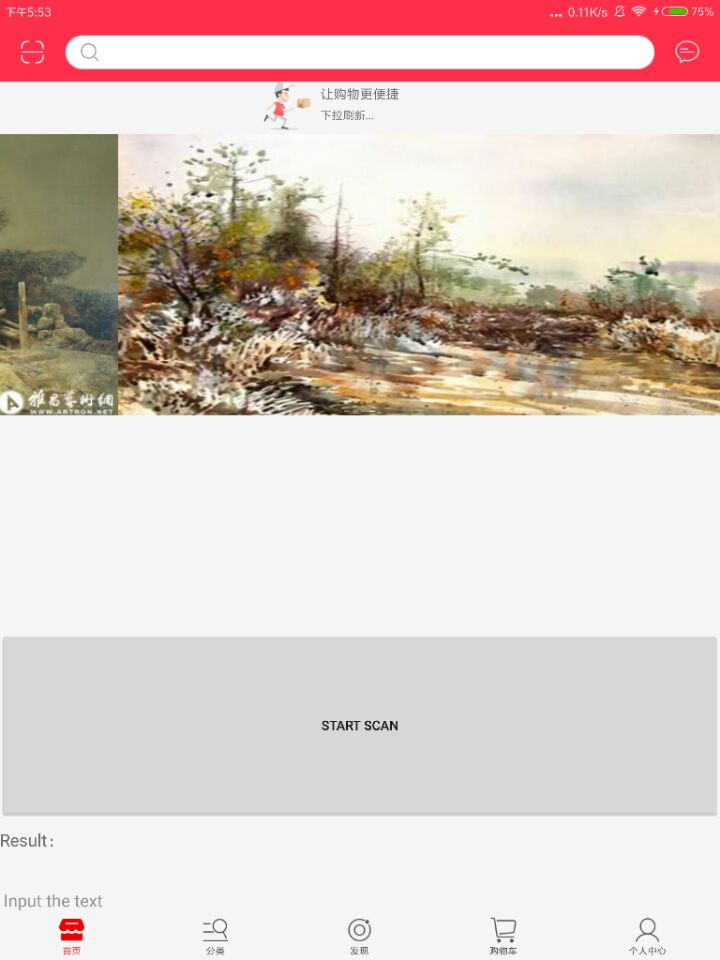 下午5:53
... 0.11K/s 75%
让购物更便捷
下拉刷新...
雅昌艺术网
WWW.ARTRON.NET
START SCAN
Result:
Input the text
首页 分类 发现 购物车 个人中心